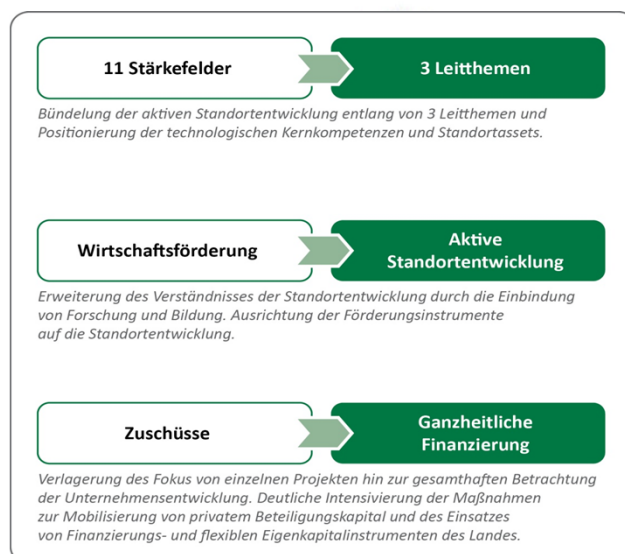 11 Stärkefelder
3 Leitthemen
Bündelung der aktiven Standortentwicklung entlang von 3 Leitthemen und
Positionierung der technologischen Kernkompetenzen und Standortassets.
Wirtschaftsförderung
Aktive
Standortentwicklung
Erweiterung des Verständnisses der Standortentwicklung durch die Einbindung
von Forschung und Bildung. Ausrichtung der Förderungsinstrumente
auf die Standortentwicklung.
Zuschüsse
Ganzheitliche
Finanzierung
Verlagerung des Fokus von einzelnen Projekten hin zur gesamthaften Betrachtung
der Unternehmensentwicklung. Deutliche Intensivierung der Maßnahmen
zur Mobilisierung von privatem Beteiligungskapital und des Einsatzes
von Finanzierungs- und flexiblen Eigenkapitalinstrumenten des Landes.